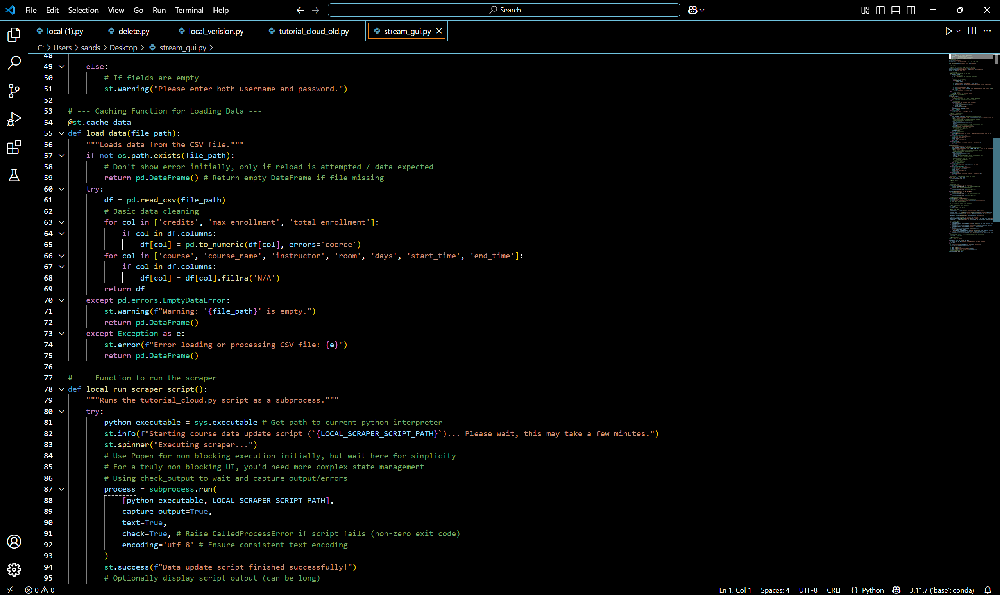 File Edit Selection View Go Run Terminal Help
Search
local (1).py delete.py local_verision.py tutorial_cloud_old.py stream_gui.py
C: > Users > sands > Desktop > stream_gui.py > ...
48
49 else:
50 # If fields are empty
51 st.warning("Please enter both username and password.")
52
53 # --- Caching Function for Loading Data ---
54 @st.cache_data
55 def load_data(file_path):
56 """Loads data from the CSV file."""
57 if not os.path.exists(file_path):
58 # Don't show error initially, only if reload is attempted / data expected
59 return pd.DataFrame() # Return empty DataFrame if file missing
60 try:
61 df = pd.read_csv(file_path)
62 # Basic data cleaning
63 for col in ['credits', 'max_enrollment', 'total_enrollment']:
64 if col in df.columns:
65 df[col] = pd.to_numeric(df[col], errors='coerce')
66 for col in ['course', 'course_name', 'instructor', 'room', 'days', 'start_time', 'end_time']:
67 if col in df.columns:
68 df[col] = df[col].fillna('N/A')
69 return df
70 except pd.errors.EmptyDataError:
71 st.warning(f"Warning: '{file_path}' is empty.")
72 return pd.DataFrame()
73 except Exception as e:
74 st.error(f"Error loading or processing CSV file: {e}")
75 return pd.DataFrame()
76
77 # --- Function to run the scraper ---
78 def local_run_scraper_script():
79 """Runs the tutorial_cloud.py script as a subprocess."""
80 try:
81 python_executable = sys.executable # Get path to current python interpreter
82 st.info(f"Starting course data update script (`{LOCAL_SCRAPER_SCRIPT_PATH}`)... Please wait, this may take a few minutes.")
83 st.spinner("Executing scraper...")
84 # Use Popen for non-blocking execution initially, but wait here for simplicity
85 # For a truly non-blocking UI, you'd need more complex state management
86 # Using check_output to wait and capture output/errors
87 process = subprocess.run(
88 [python_executable, LOCAL_SCRAPER_SCRIPT_PATH],
89 capture_output=True,
90 text=True,
91 check=True, # Raise CalledProcessError if script fails (non-zero exit code)
92 encoding='utf-8' # Ensure consistent text encoding
93 )
94 st.success(f"Data update script finished successfully!")
95 # Optionally display script output (can be long)
0 0 Ln 1, Col 1 Spaces: 4 UTF-8 CRLF {} Python 3.11.7 ('base': conda)